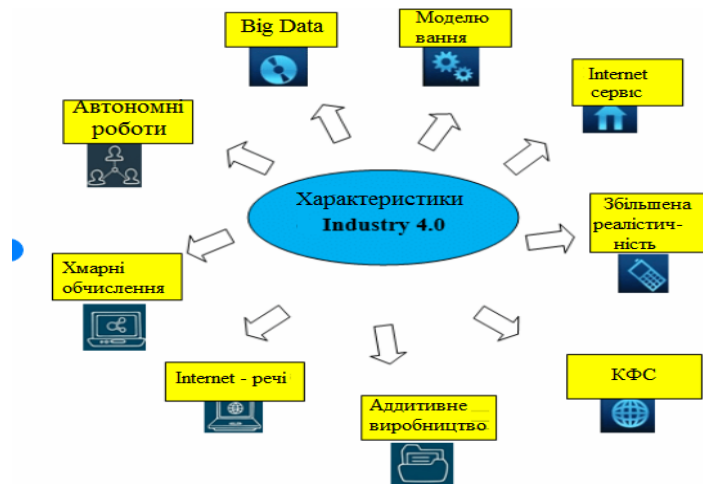 Big Data
Моделю
вання
Internet
сервіс
Автономні
роботи
Характеристики
Industry 4.0
Збільшена
реалістич-
ність
Хмарні
обчислення
Internet - речі
Аддитивне
виробництво
КФС